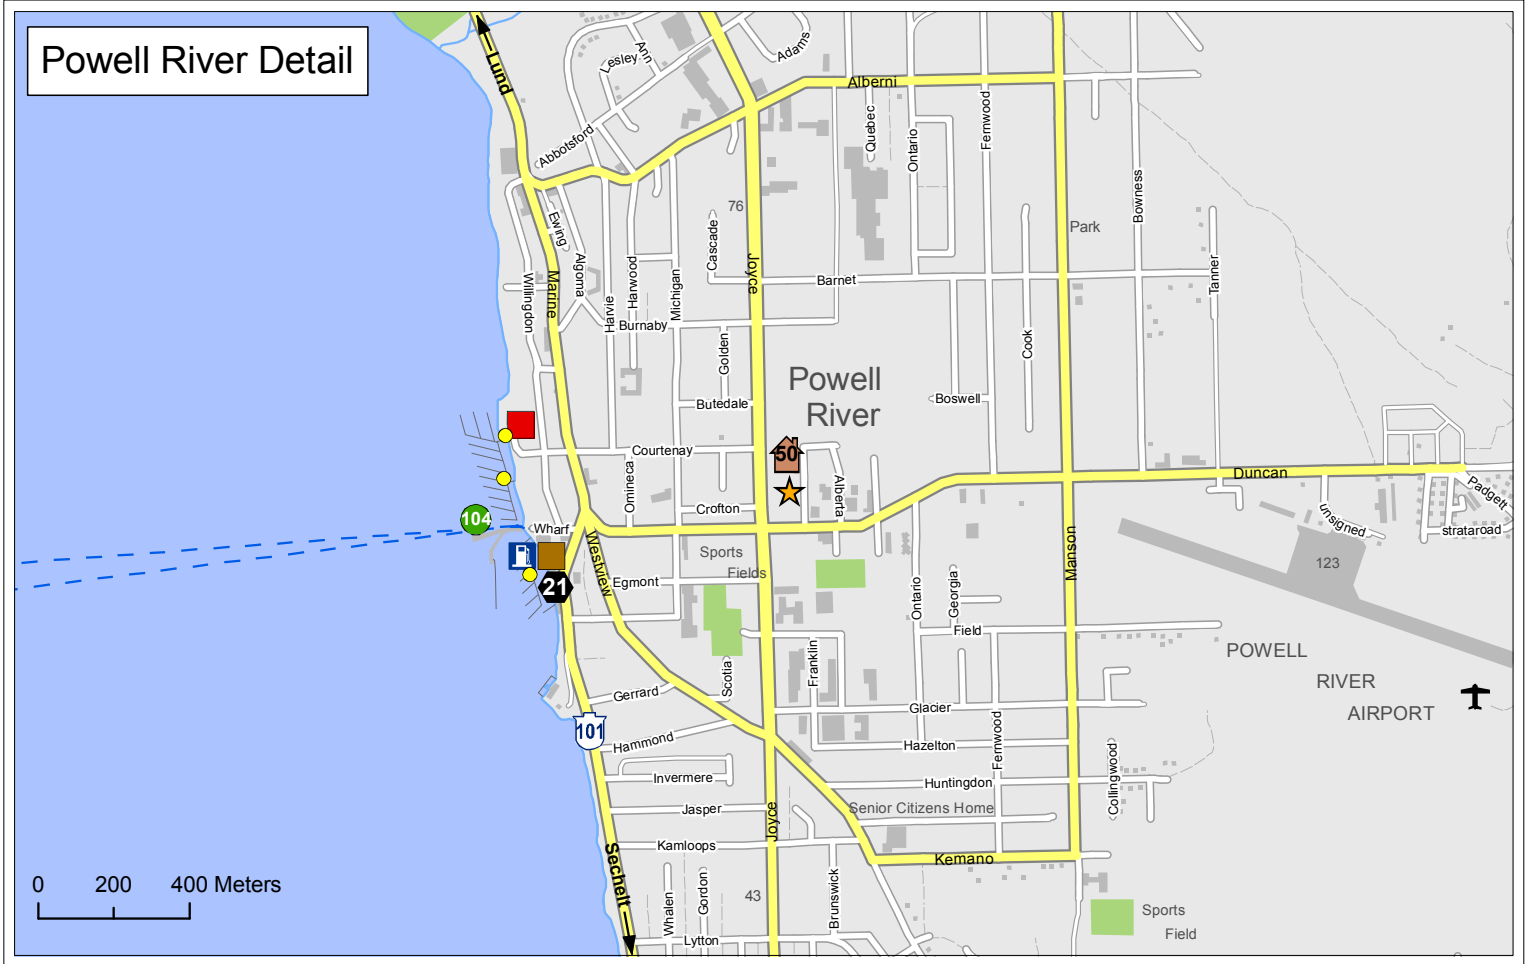 Powell River Detail
Lund
Ann
Lesley
Adams
Alberni
Abbotsford
Quebec
Ontario
Fernwood
Bowness
76
Park
Ewing
Cascade
Algoma
Harwood
Michigan
Joyce
Barnet
Tanner
Willingdon
Marine
Harvie
Burnaby
Golden
Cook
Powell
River
Butedale
Boswell
Courtenay
50
Duncan
Omineca
Alberta
Padgett
Crofton
104
Wharf
unsigned
strataroad
Sports
Fields
Westview
Manson
123
21
Egmont
Ontario
Georgia
Field
POWELL
RIVER
AIRPORT
Franklin
Scotia
Gerrard
Glacier
101
Hammond
Hazelton
Fernwood
Collingwood
Invermere
Huntingdon
Jasper
Joyce
Senior Citizens Home
Kamloops
Kemano
Sechelt
0 200 400 Meters
Whalen
Gordon
43
Brunswick
Sports
Field
Lytton